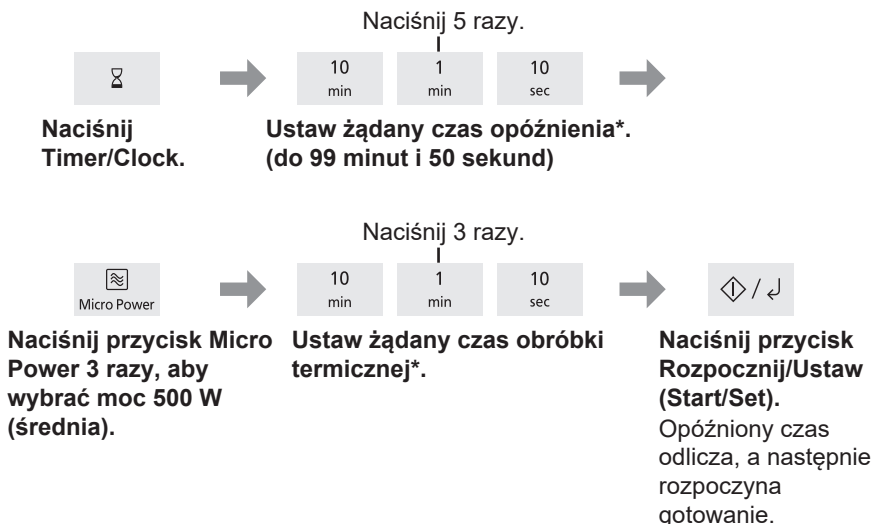 Naciśnij 5 razy.
10 min
1 min
10 sec
Naciśnij
Timer/Clock.
Ustaw żądany czas opóźnienia*.
(do 99 minut i 50 sekund)
Naciśnij 3 razy.
Micro Power
10 min
1 min
10 sec
/
Naciśnij przycisk Micro
Power 3 razy, aby
wybrać moc 500 W
(średnia).
Ustaw żądany czas obróbki
termicznej*.
Naciśnij przycisk
Rozpocznij/Ustaw
(Start/Set).
Opóźniony czas
odlicza, a następnie
rozpoczyna
gotowanie.